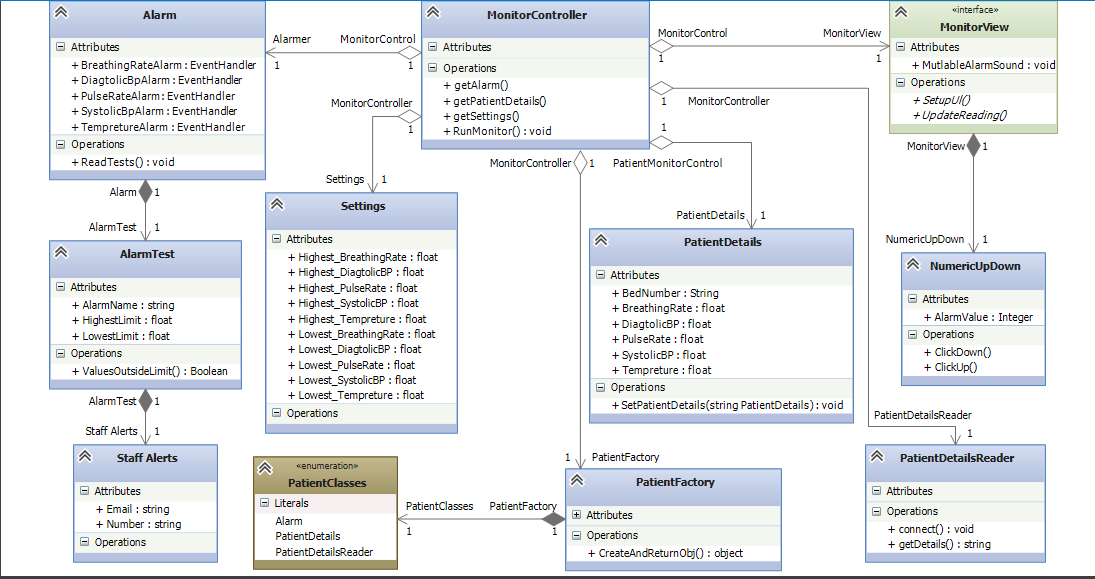 Alarm
Attributes
+ BreathingRateAlarm : EventHandler
+ DiagtolicBpAlarm : EventHandler
+ PulseRateAlarm : EventHandler
+ SystolicBpAlarm : EventHandler
+ TempretureAlarm : EventHandler
Operations
+ ReadTests() : void
MonitorController
Attributes
Operations
+ getAlarm()
+ getPatientDetails()
+ getSettings()
+ RunMonitor() : void
«interface»
MonitorView
Attributes
+ MutlableAlarmSound : void
Operations
+ SetupUI()
+ UpdateReading()
Alarmer
1
MonitorControl
1
MonitorControl
1
MonitorView
1
MonitorController
1
Settings
1
1
MonitorController
1
PatientMonitorControl
PatientDetails
1
MonitorController
1
1
PatientFactory
PatientDetailsReader
1
Alarm
1
AlarmTest
1
MonitorView
1
NumericUpDown
1
AlarmTest
Attributes
+ AlarmName : string
+ HighestLimit : float
+ LowestLimit : float
Operations
+ ValuesOutsideLimit() : Boolean
Settings
Attributes
+ Highest_BreathingRate : float
+ Highest_DiagtolicBP : float
+ Highest_PulseRate : float
+ Highest_SystolicBP : float
+ Highest_Tempreture : float
+ Lowest_BreathingRate : float
+ Lowest_DiagtolicBP : float
+ Lowest_PulseRate : float
+ Lowest_SystolicBP : float
+ Lowest_Tempreture : float
Operations
PatientDetails
Attributes
+ BedNumber : String
+ BreathingRate : float
+ DiagtolicBP : float
+ PulseRate : float
+ SystolicBP : float
+ Tempreture : float
Operations
+ SetPatientDetails(string PatientDetails) : void
NumericUpDown
Attributes
+ AlarmValue : Integer
Operations
+ ClickDown()
+ ClickUp()
AlarmTest
1
Staff Alerts
1
Staff Alerts
Attributes
+ Email : string
+ Number : string
Operations
«enumeration»
PatientClasses
Literals
Alarm
PatientDetails
PatientDetailsReader
PatientClasses
1
PatientFactory
1
PatientFactory
Attributes
Operations
+ CreateAndReturnObj() : object
PatientDetailsReader
Attributes
Operations
+ connect() : void
+ getDetails() : string